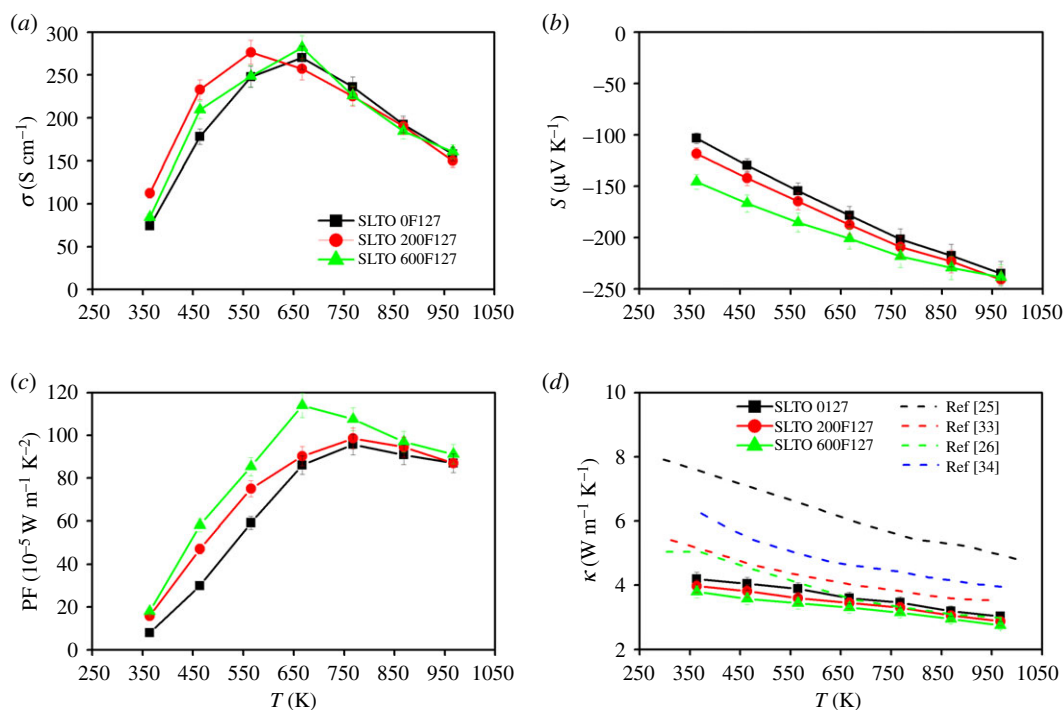 (a)
300
250
200
150
100
50
0
σ (S cm⁻¹)
SLTO 0F127
SLTO 200F127
SLTO 600F127
250 350 450 550 650 750 850 950 1050
(b)
0
−50
−100
−150
−200
−250
S (µV K⁻¹)
250 350 450 550 650 750 850 950 1050
(c)
120
100
80
60
40
20
0
PF (10⁻⁵ W m⁻¹ K⁻²)
250 350 450 550 650 750 850 950 1050
T (K)
(d)
10
8
6
4
2
κ (W m⁻¹ K⁻¹)
SLTO 0127
SLTO 200F127
SLTO 600F127
Ref [25]
Ref [33]
Ref [26]
Ref [34]
250 350 450 550 650 750 850 950 1050
T (K)